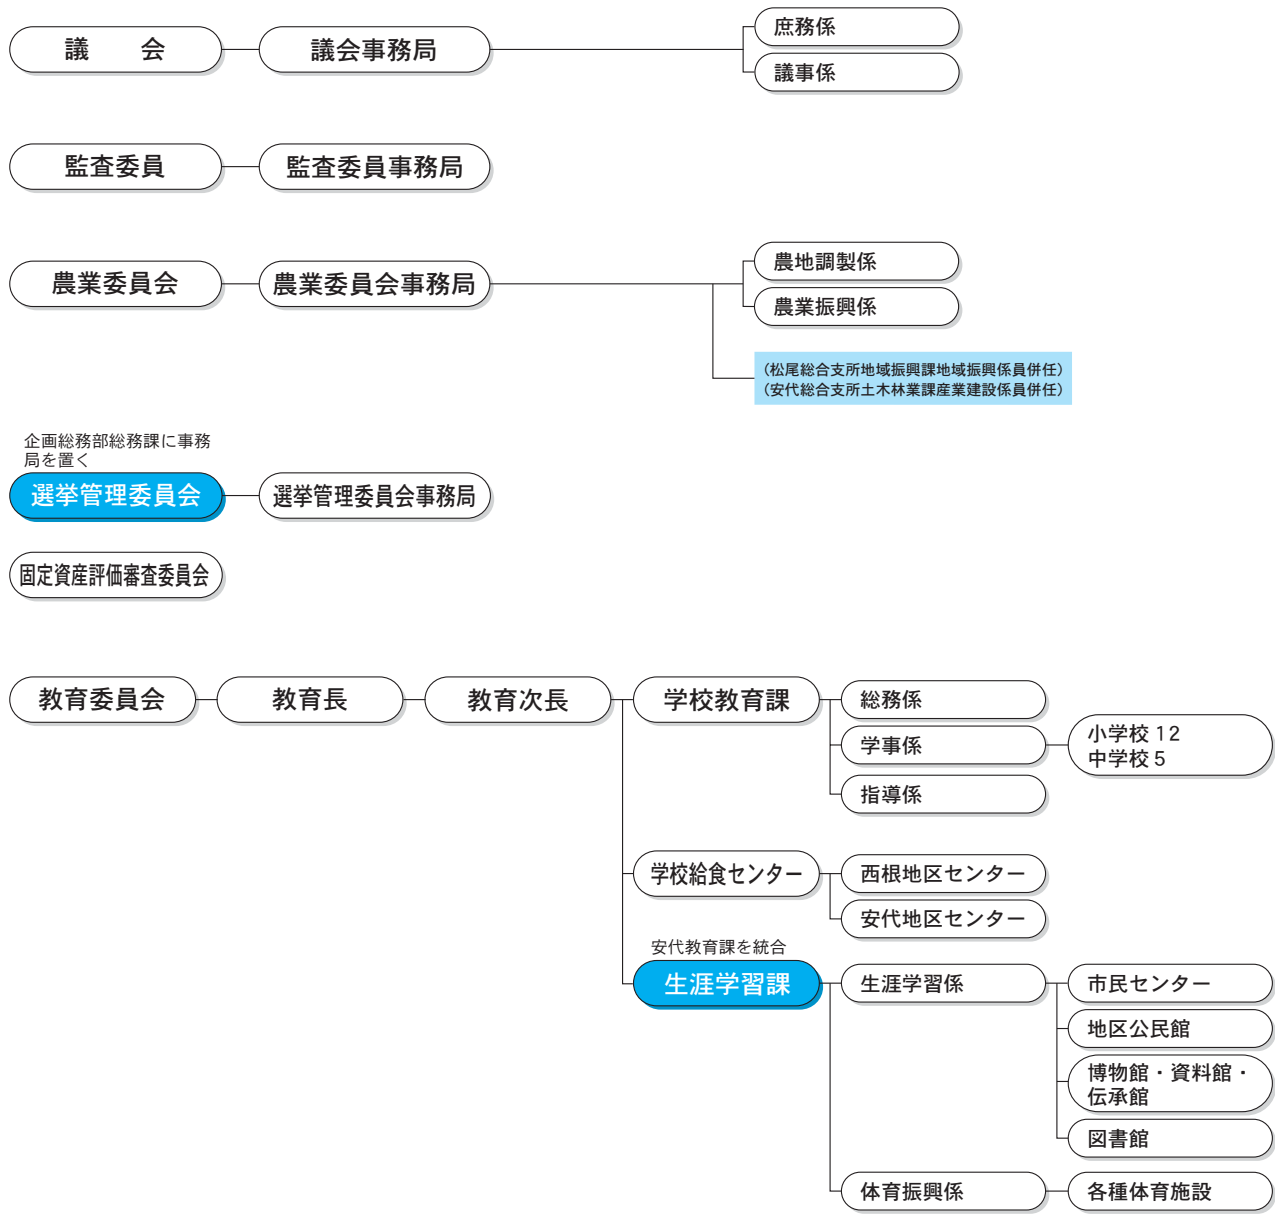 議　会
議会事務局
庶務係
議事係
監査委員
監査委員事務局
農業委員会
農業委員会事務局
農地調製係
農業振興係
（松尾総合支所地域振興課地域振興係員併任）
（安代総合支所土木林業課産業建設係員併任）
企画総務部総務課に事務
局を置く
選挙管理委員会
選挙管理委員会事務局
固定資産評価審査委員会
教育委員会
教育長
教育次長
学校教育課
総務係
学事係
小学校 12
中学校 5
指導係
学校給食センター
西根地区センター
安代地区センター
安代教育課を統合
生涯学習課
生涯学習係
市民センター
地区公民館
博物館・資料館・
伝承館
図書館
体育振興係
各種体育施設